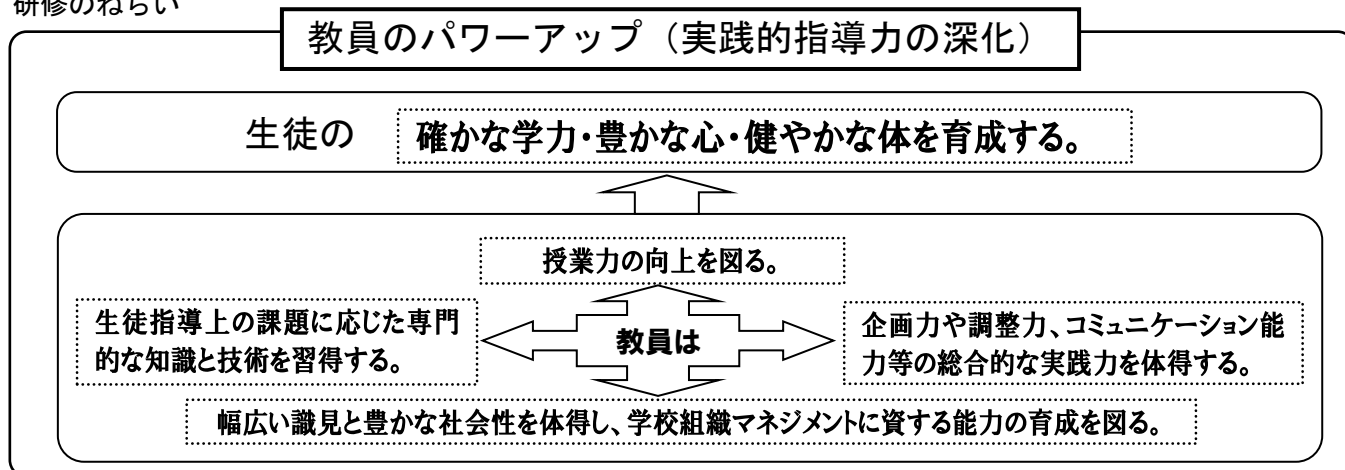 研修のねらい
教員のパワーアップ（実践的指導力の深化）
生徒の 確かな学力・豊かな心・健やかな体を育成する。
授業力の向上を図る。
生徒指導上の課題に応じた専門
的な知識と技術を習得する。
教員は
企画力や調整力、コミュニケーション能
力等の総合的な実践力を体得する。
幅広い識見と豊かな社会性を体得し、学校組織マネジメントに資する能力の育成を図る。